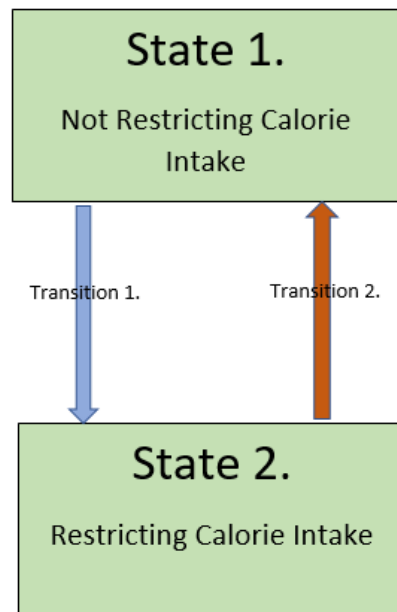 State 1.
Not Restricting Calorie
Intake
Transition 1.
Transition 2.
State 2.
Restricting Calorie Intake